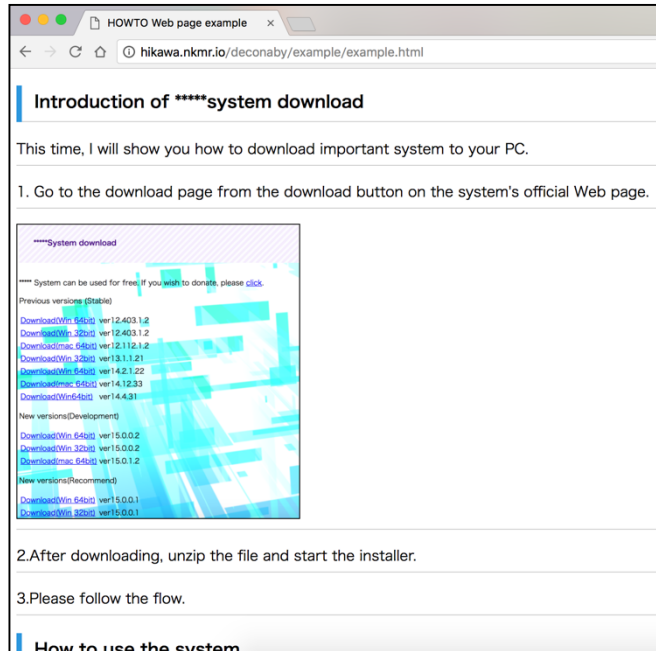 HOWTO Web page example
hikawa.nkmr.io/deconaby/example/example.html
Introduction of *****system download
This time, I will show you how to download important system to your PC.
1. Go to the download page from the download button on the system's official Web page.
*****System download
***** System can be used for free. If you wish to donate, please click.
Previous versions (Stable)
Download(Win 64bit) ver12.403.1.2
Download(Win 32bit) ver12.403.1.2
Download(mac 64bit) ver12.112.1.2
Download(Win 32bit) ver13.1.1.21
Download(Win 64bit) ver14.2.1.22
Download(mac 64bit) ver14.12.33
Download(Win64bit) ver14.4.31
New versions(Development)
Download(Win 64bit) ver15.0.0.2
Download(Win 32bit) ver15.0.0.2
Download(mac 64bit) ver15.0.1.2
New versions(Recommend)
Download(Win 64bit) ver15.0.0.1
Download(Win 32bit) ver15.0.0.1
2.After downloading, unzip the file and start the installer.
3.Please follow the flow.
How to use the system